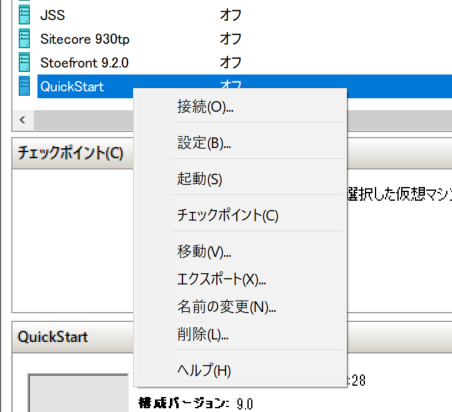 JSS オフ
Sitecore 930tp オフ
Stoefront 9.2.0 オフ
QuickStart オフ
接続(O)...
設定(B)...
チェックポイント(C)
起動(S)
選択した仮想マシン
チェックポイント(C)
移動(V)...
エクスポート(X)...
名前の変更(N)...
QuickStart
削除(L)...
ヘルプ(H)
:28
構成バージョン: 9.0